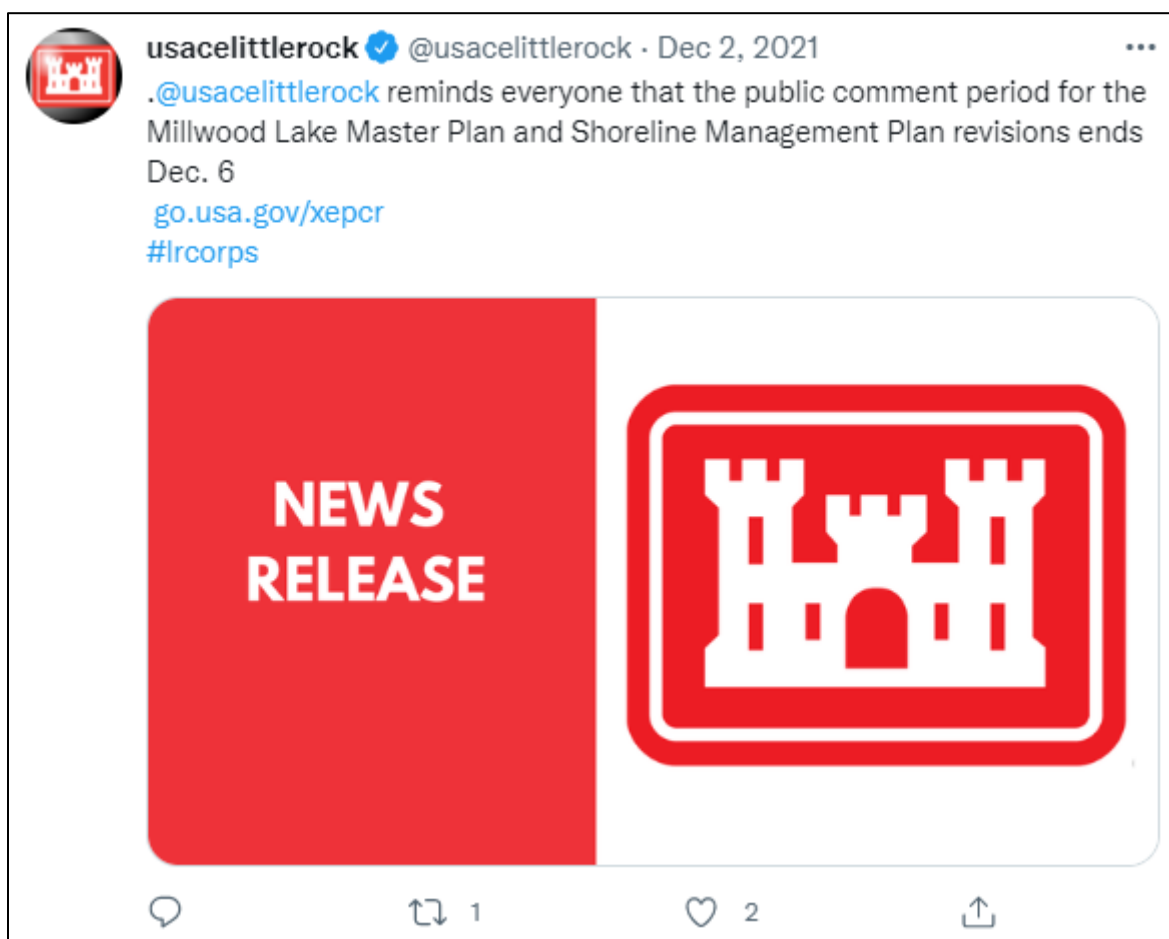 usacelittlerock @usacelittlerock · Dec 2, 2021
.@usacelittlerock reminds everyone that the public comment period for the
Millwood Lake Master Plan and Shoreline Management Plan revisions ends
Dec. 6
go.usa.gov/xepcr
#lrcorps
NEWS
RELEASE
1 2